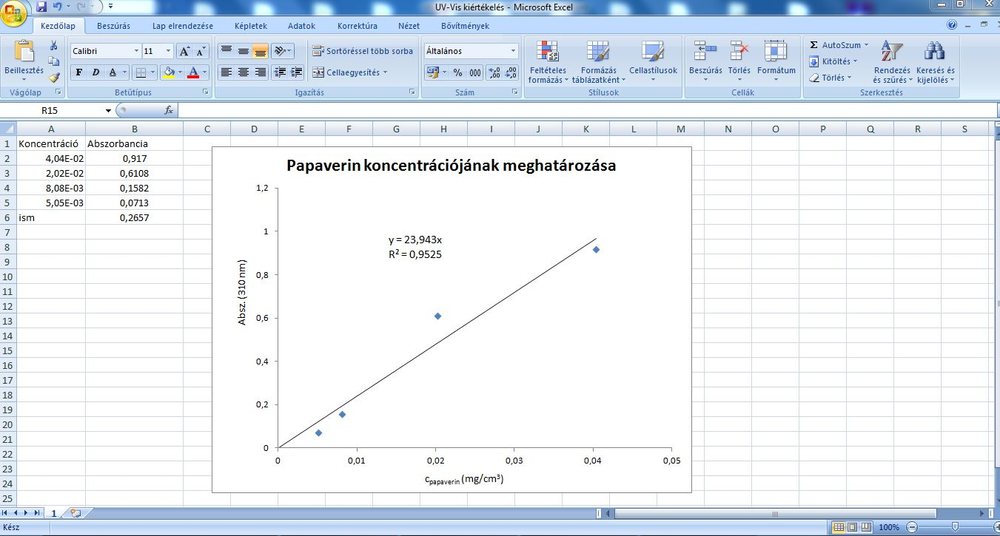 UV-Vis kiértékelés - Microsoft Excel
Kezdőlap Beszúrás Lap elrendezése Képletek Adatok Korrektúra Nézet Bővítmények
Beillesztés
Vágólap
Calibri 11
F D A
Betűtípus
Sortöréssel több sorba
Cellaegyesítés
Igazítás
Általános
% 000
Szám
Feltételes formázás
Formázás táblázatként
Cellastílusok
Stílusok
Beszúrás Törlés Formátum
Cellák
Σ AutoSzum
Kitöltés
Törlés
Rendezés és szűrés
Keresés és kijelölés
Szerkesztés
R15 fx
A B C D E F G H I J K L M N O P Q R S
1 Koncentráció Abszorbancia
2 4,04E-02 0,917
3 2,02E-02 0,6108
4 8,08E-03 0,1582
5 5,05E-03 0,0713
6 ism 0,2657
7
8
9
10
11
12
13
14
15
16
17
18
19
20
21
22
23
24
25
Papaverin koncentrációjának meghatározása
1,2
1
0,8
0,6
0,4
0,2
0
y = 23,943x
R² = 0,9525
Absz. (310 nm)
0 0,01 0,02 0,03 0,04 0,05
cpapaverin (mg/cm³)
1
Kész 100%